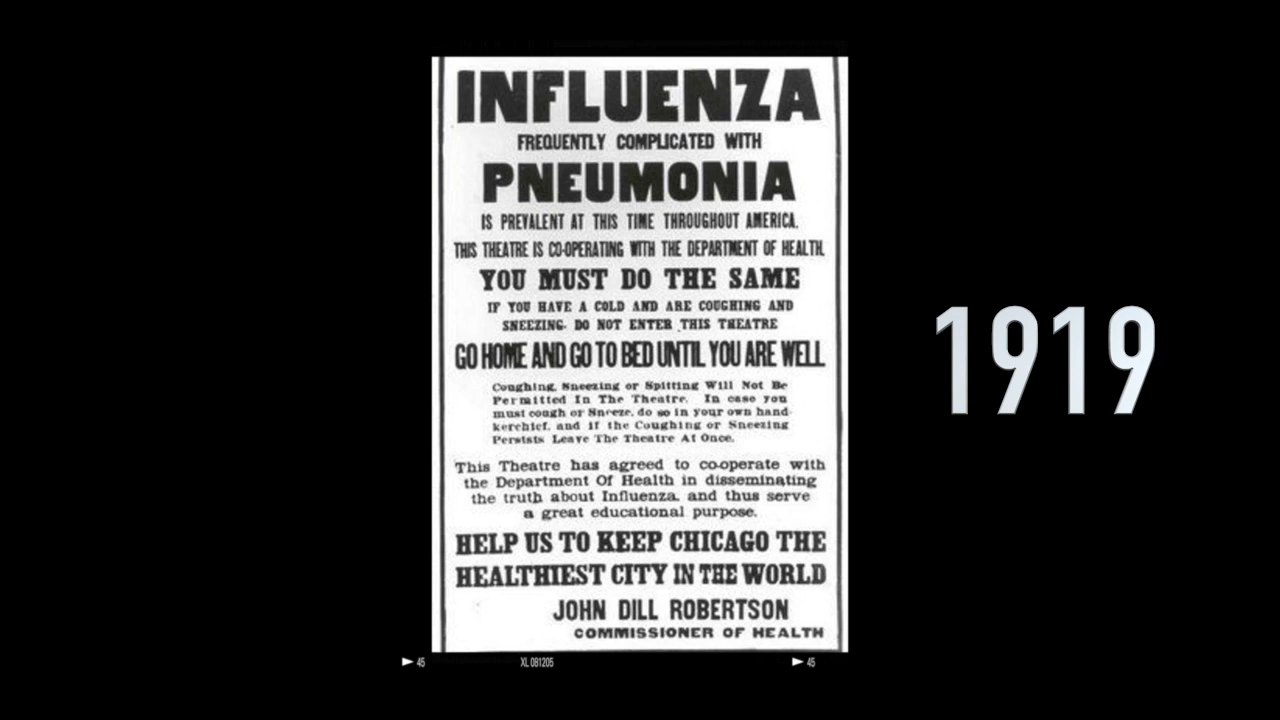 INFLUENZA
FREQUENTLY COMPLICATED WITH
PNEUMONIA
IS PREVALENT AT THIS TIME THROUGHOUT AMERICA.
THIS THEATRE IS CO-OPERATING WITH THE DEPARTMENT OF HEALTH.
YOU MUST DO THE SAME
IF YOU HAVE A COLD AND ARE COUGHING AND
SNEEZING. DO NOT ENTER THIS THEATRE
GO HOME AND GO TO BED UNTIL YOU ARE WELL
Coughing, Sneezing or Spitting Will Not Be
Permitted In The Theatre. In case you
must cough or Sneeze, do so in your own hand-
kerchief, and if the Coughing or Sneezing
Persists Leave The Theatre At Once.
This Theatre has agreed to co-operate with
the Department Of Health in disseminating
the truth about Influenza, and thus serve
a great educational purpose.
HELP US TO KEEP CHICAGO THE
HEALTHIEST CITY IN THE WORLD
JOHN DILL ROBERTSON
COMMISSIONER OF HEALTH
1919
45 XL 081205 45